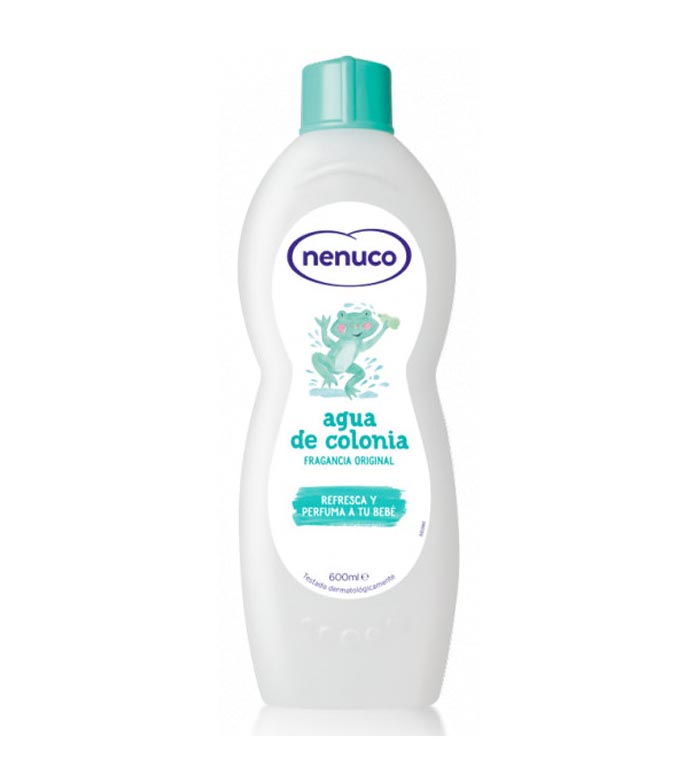 nenuco
agua
de colonia
FRAGANCIA ORIGINAL
REFRESCA Y
PERFUMA A TU BEBÉ
600ml e
Testado dermatológicamente